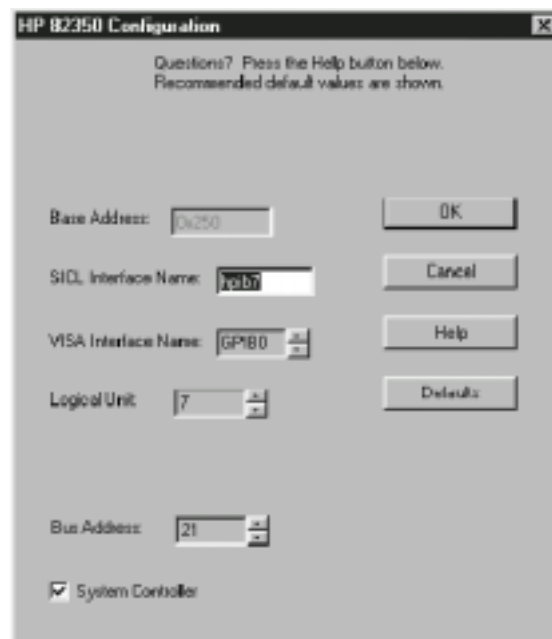 HP 82350 Configuration
Questions? Press the Help button below.
Recommended default values are shown.
Base Address: 0x250
OK
SICL Interface Name: hpib7
Cancel
VISA Interface Name: GPIB0
Help
Logical Unit: 7
Defaults
Bus Address: 21
System Controller